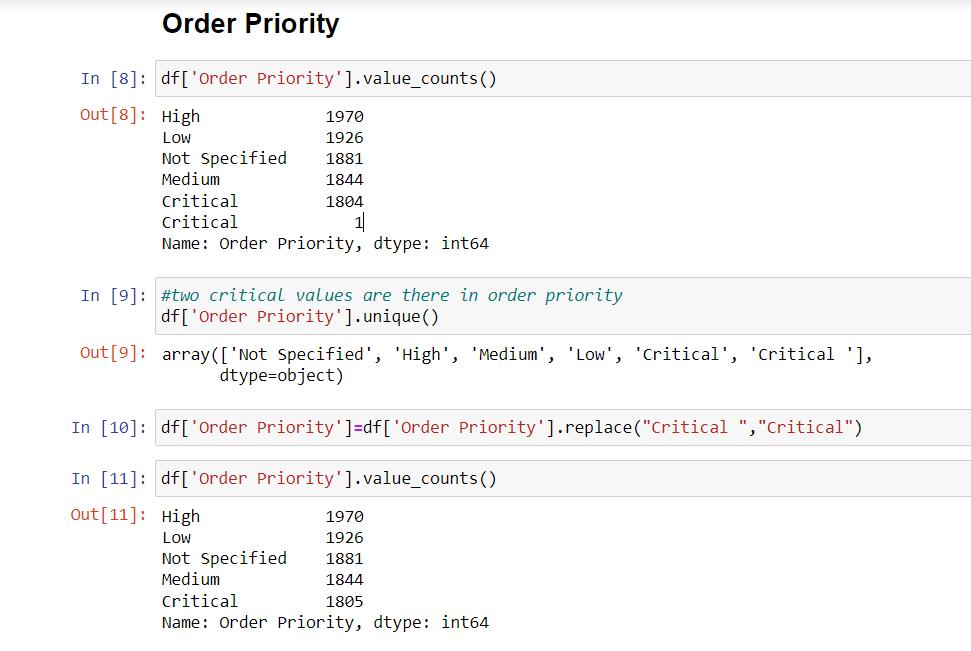 Order Priority
In [8]: df['Order Priority'].value_counts()
Out[8]: High 1970
Low 1926
Not Specified 1881
Medium 1844
Critical 1804
Critical 1
Name: Order Priority, dtype: int64
In [9]: #two critical values are there in order priority
df['Order Priority'].unique()
Out[9]: array(['Not Specified', 'High', 'Medium', 'Low', 'Critical', 'Critical '],
dtype=object)
In [10]: df['Order Priority']=df['Order Priority'].replace("Critical ","Critical")
In [11]: df['Order Priority'].value_counts()
Out[11]: High 1970
Low 1926
Not Specified 1881
Medium 1844
Critical 1805
Name: Order Priority, dtype: int64